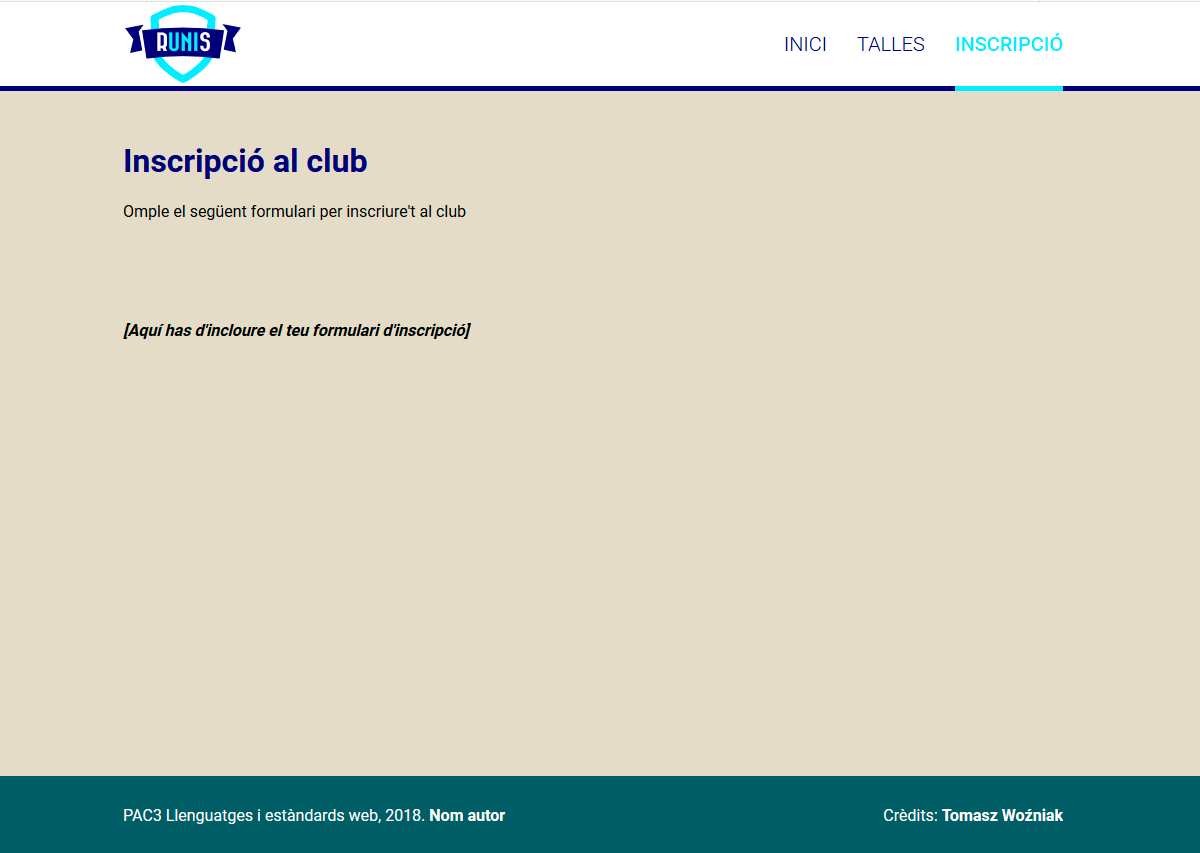 RUNIS
INICI TALLES INSCRIPCIÓ
Inscripció al club
Omple el següent formulari per inscriure't al club
[Aquí has d'incloure el teu formulari d'inscripció]
PAC3 Llenguatges i estàndards web, 2018. Nom autor
Crèdits: Tomasz Woźniak